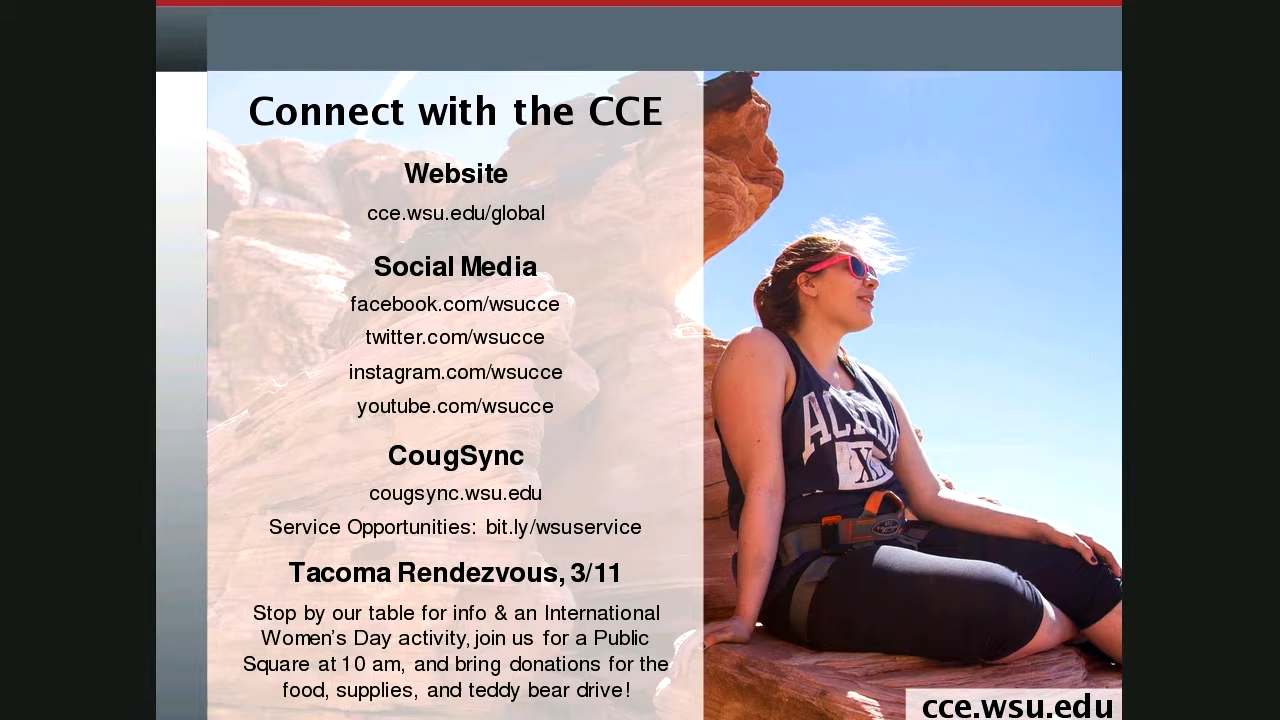 Connect with the CCE
Website
cce.wsu.edu/global
Social Media
facebook.com/wsucce
twitter.com/wsucce
instagram.com/wsucce
youtube.com/wsucce
CougSync
cougsync.wsu.edu
Service Opportunities: bit.ly/wsuservice
Tacoma Rendezvous, 3/11
Stop by our table for info & an International
Women's Day activity, join us for a Public
Square at 10 am, and bring donations for the
food, supplies, and teddy bear drive!
cce.wsu.edu